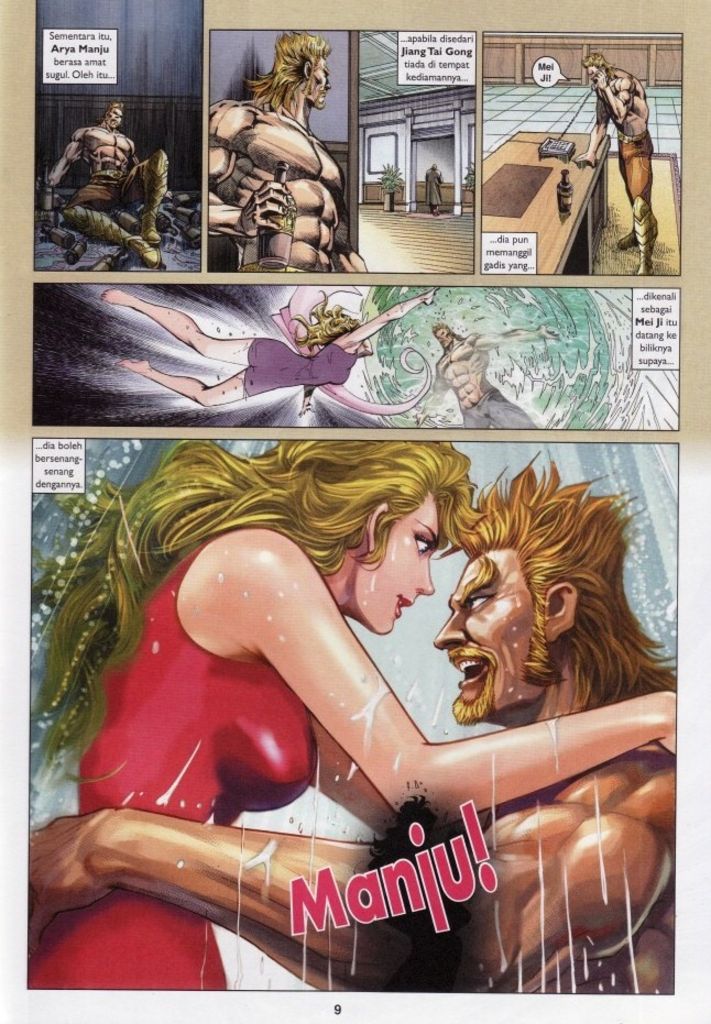 Sementara itu,
Arya Manju
berasa amat
sugul. Oleh itu...
...apabila disedari
Jiang Tai Gong
tiada di tempat
kediamannya...
Mei
Ji!
...dia pun
memanggil
gadis yang...
...dikenali
sebagai
Mei Ji itu
datang ke
biliknya
supaya...
...dia boleh
bersenang-
senang
dengannya.
Manju!
9